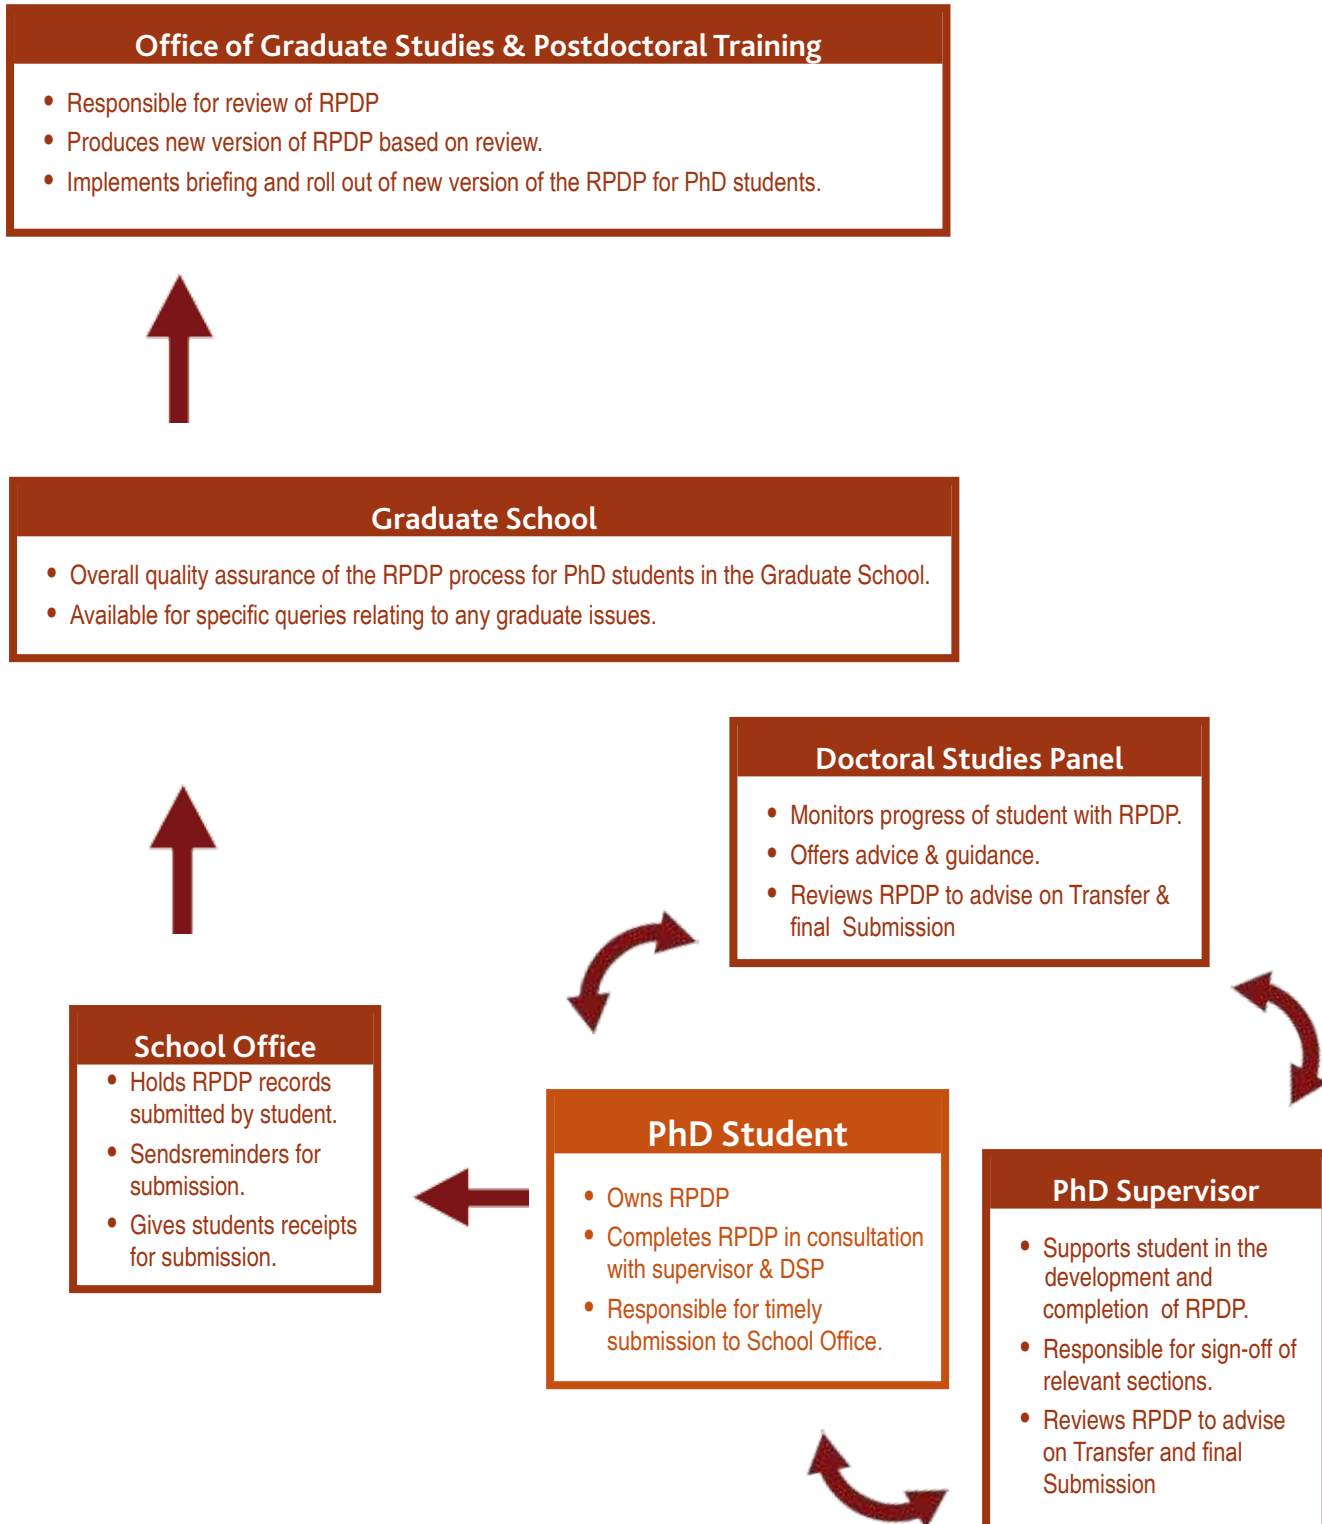 Office of Graduate Studies & Postdoctoral Training
• Responsible for review of RPDP
• Produces new version of RPDP based on review.
• Implements briefing and roll out of new version of the RPDP for PhD students.
Graduate School
• Overall quality assurance of the RPDP process for PhD students in the Graduate School.
• Available for specific queries relating to any graduate issues.
Doctoral Studies Panel
• Monitors progress of student with RPDP.
• Offers advice & guidance.
• Reviews RPDP to advise on Transfer &
final Submission
School Office
• Holds RPDP records
submitted by student.
• Sendsreminders for
submission.
• Gives students receipts
for submission.
PhD Student
• Owns RPDP
• Completes RPDP in consultation
with supervisor & DSP
• Responsible for timely
submission to School Office.
PhD Supervisor
• Supports student in the
development and
completion of RPDP.
• Responsible for sign-off of
relevant sections.
• Reviews RPDP to advise
on Transfer and final
Submission